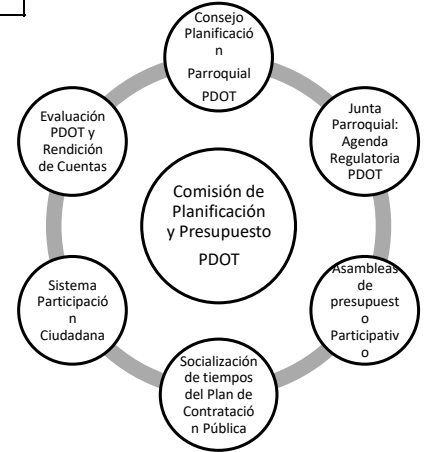 Consejo
Planificació
n
Parroquial
PDOT
Junta
Parroquial:
Agenda
Regulatoria
PDOT
Asambleas
de
presupuest
o
Participativ
o
Socialización
de tiempos
del Plan de
Contratació
n Pública
Sistema
Participació
n
Ciudadana
Evaluación
PDOT y
Rendición
de Cuentas
Comisión de
Planificación
y Presupuesto
PDOT